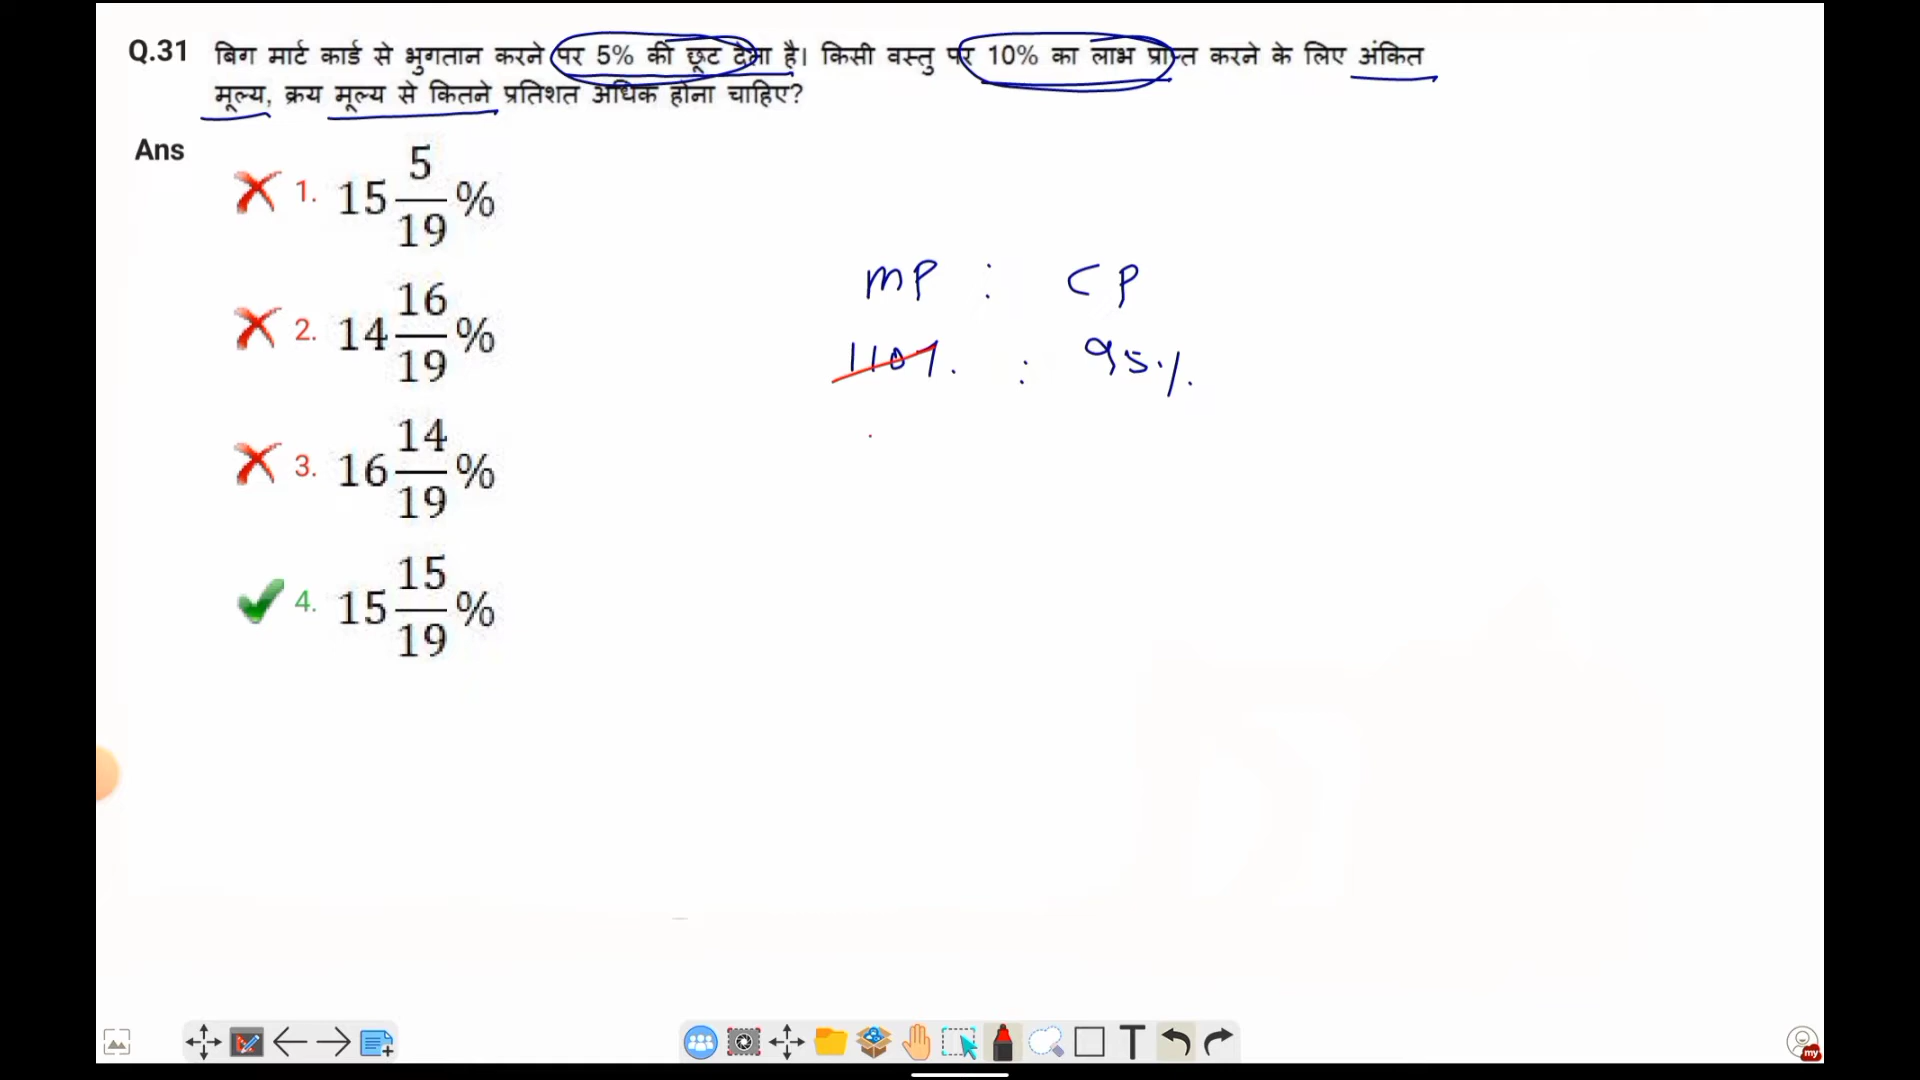 Q.31 बिग मार्ट कार्ड से भुगतान करने पर 5% की छूट देता है। किसी वस्तु पर 10% का लाभ प्राप्त करने के लिए अंकित
मूल्य, क्रय मूल्य से कितने प्रतिशत अधिक होना चाहिए?
Ans
1. 15 5/19 %
2. 14 16/19 %
3. 16 14/19 %
4. 15 15/19 %
MP : CP
110% : 95%
T
my